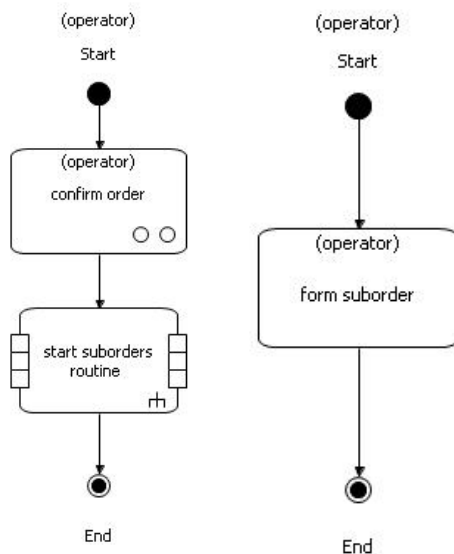 (operator)
Start
(operator)
confirm order
start suborders
routine
End
(operator)
Start
(operator)
form suborder
End